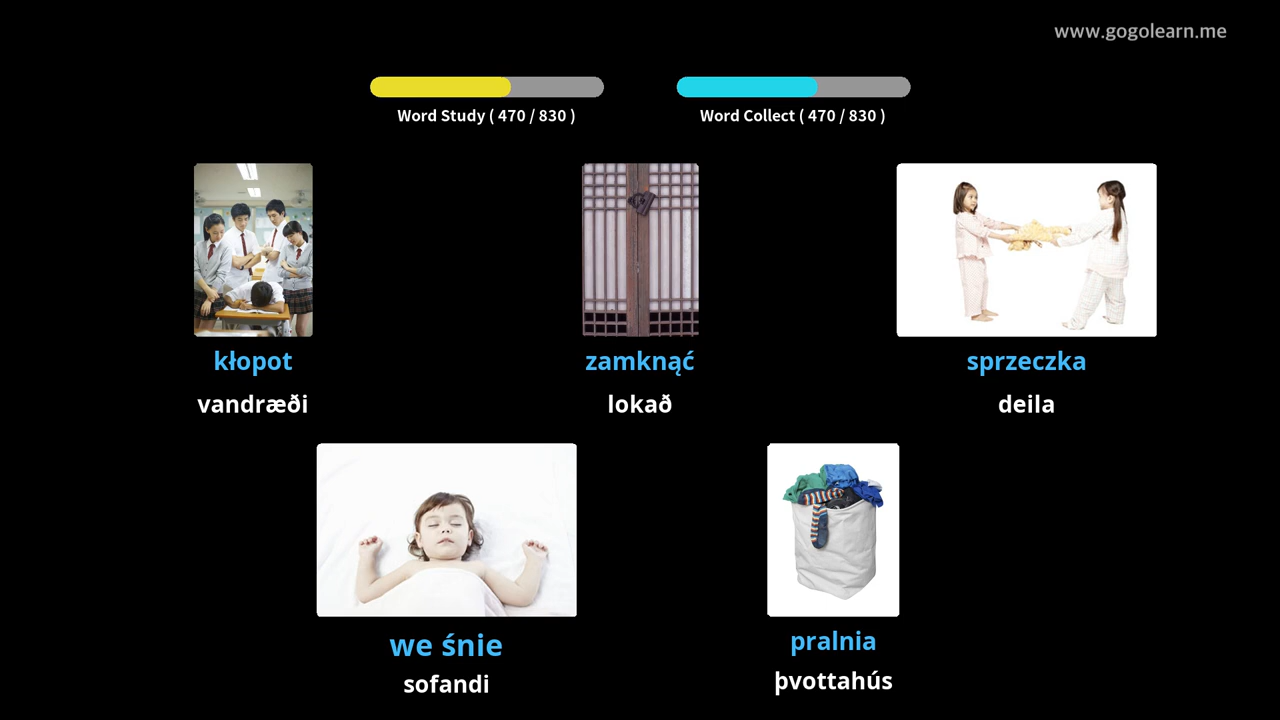 www.gogolearn.me
Word Study ( 470 / 830 )
Word Collect ( 470 / 830 )
kłopot
vandræði
zamknąć
lokað
sprzeczka
deila
we śnie
sofandi
pralnia
þvottahús